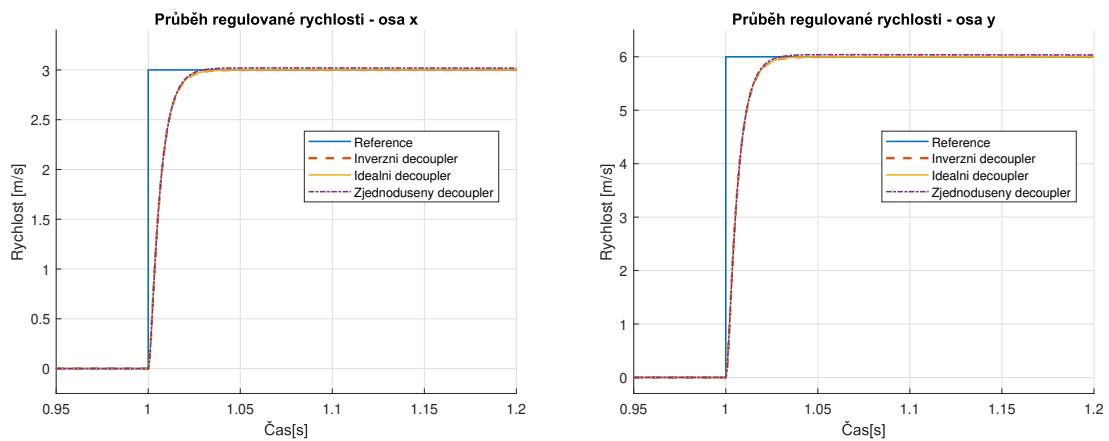 Průběh regulované rychlosti - osa x
Rychlost [m/s]
3
2.5
2
1.5
1
0.5
0
Reference
Inverzni decoupler
Idealni decoupler
Zjednoduseny decoupler
0.95 1 1.05 1.1 1.15 1.2
Čas[s]
Průběh regulované rychlosti - osa y
Rychlost [m/s]
6
5
4
3
2
1
0
Reference
Inverzni decoupler
Idealni decoupler
Zjednoduseny decoupler
0.95 1 1.05 1.1 1.15 1.2
Čas[s]